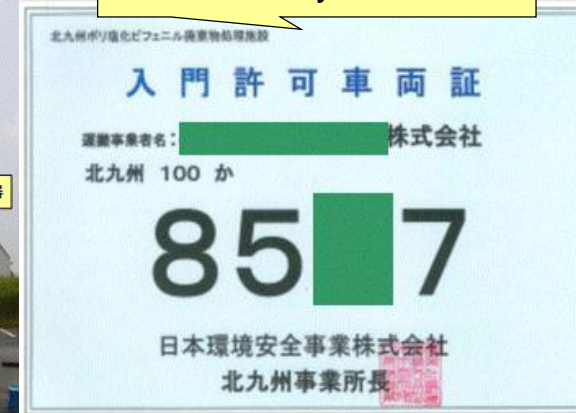 北九州ポリ塩化ビフェニル廃棄物処理施設
入門許可車両証
運搬事業者名: 株式会社
北九州 100 か
85 7
日本環境安全事業株式会社
北九州事業所長